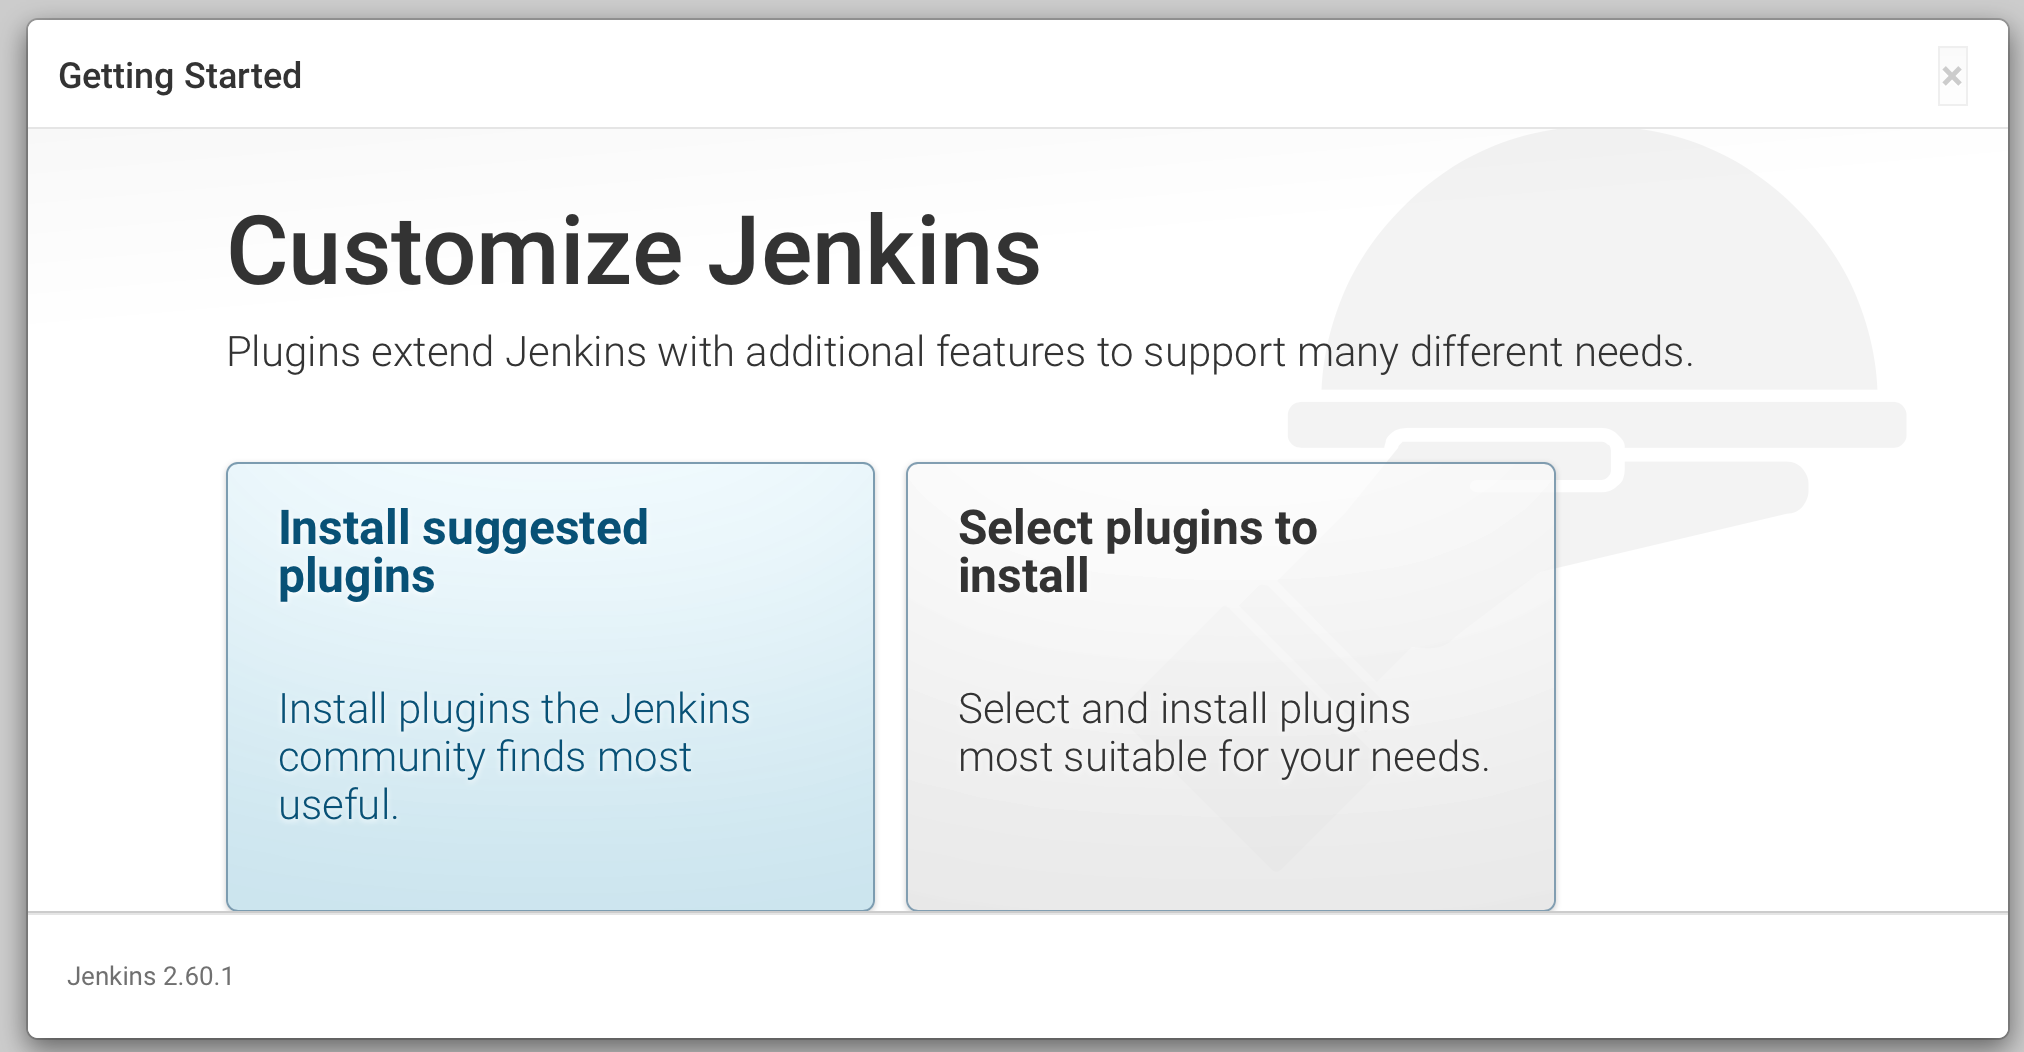 Getting Started
×
Customize Jenkins
Plugins extend Jenkins with additional features to support many different needs.
Install suggested
plugins
Install plugins the Jenkins
community finds most
useful.
Select plugins to
install
Select and install plugins
most suitable for your needs.
Jenkins 2.60.1